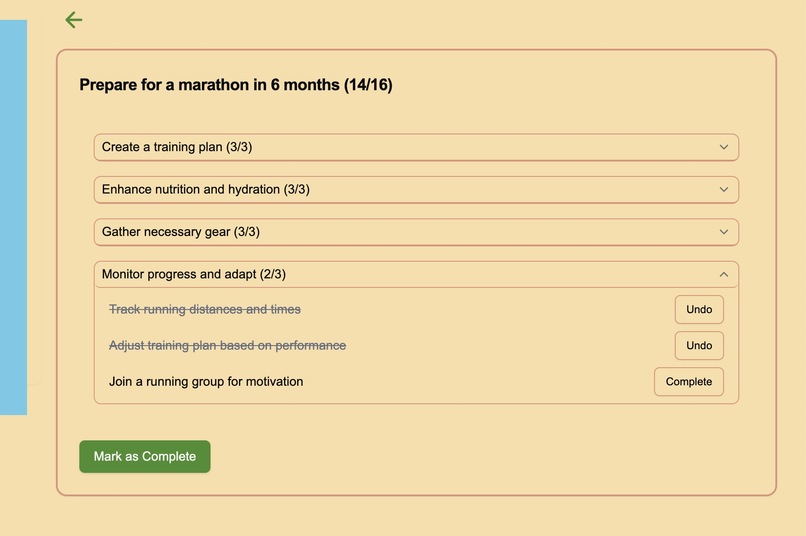 Prepare for a marathon in 6 months (14/16)
Create a training plan (3/3)
Enhance nutrition and hydration (3/3)
Gather necessary gear (3/3)
Monitor progress and adapt (2/3)
Track running distances and times Undo
Adjust training plan based on performance Undo
Join a running group for motivation Complete
Mark as Complete